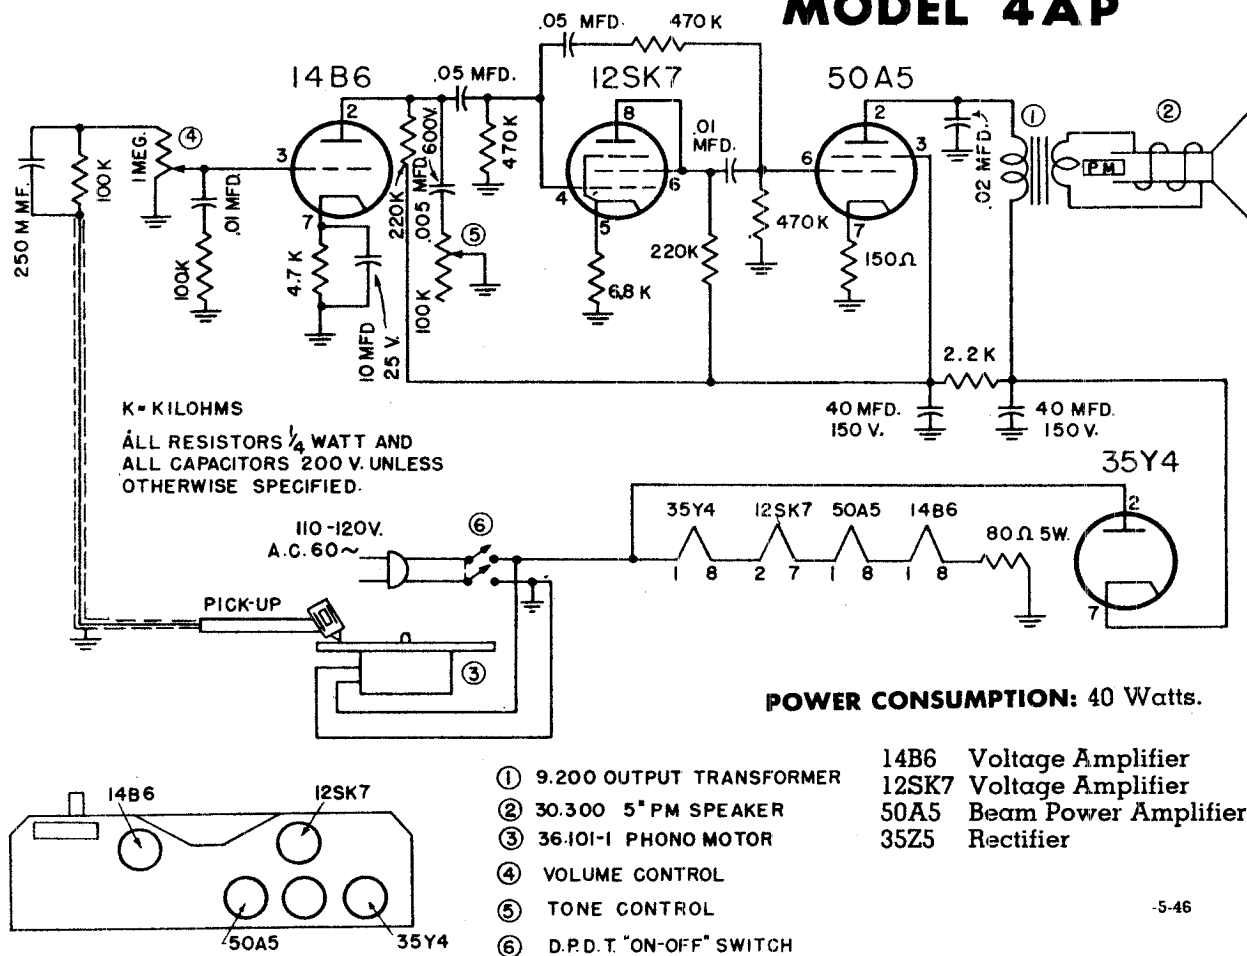 MODEL 4AP
.05 MFD.
470 K
14B6
.05 MFD.
12SK7
50A5
2
600V.
8
.01
MFD.
2
3
.02 MFD.
1
2
PM
4
1 MEG.
3
100K
250 M MF.
.01 MFD.
100K
7
4.7 K
10 MFD
25 V.
220K
.005 MFD
5
100 K
470K
4
6
5
6.8 K
220K
470 K
6
7
150Ω
2.2 K
40 MFD.
150 V.
40 MFD.
150V.
K= KILOHMS
ALL RESISTORS 1/4 WATT AND
ALL CAPACITORS 200 V. UNLESS
OTHERWISE SPECIFIED.
35Y4
2
7
110-120V.
A.C. 60~
6
35Y4 12SK7 50A5 14B6
80Ω 5W.
1 8 2 7 1 8 1 8
PICK-UP
3
POWER CONSUMPTION: 40 Watts.
14B6 Voltage Amplifier
12SK7 Voltage Amplifier
50A5 Beam Power Amplifier
35Z5 Rectifier
1 9.200 OUTPUT TRANSFORMER
2 30.300 5" PM SPEAKER
3 36.101-1 PHONO MOTOR
4 VOLUME CONTROL
5 TONE CONTROL
6 D.P.D.T. "ON-OFF" SWITCH
14B6
12SK7
50A5
35Y4
-5-46